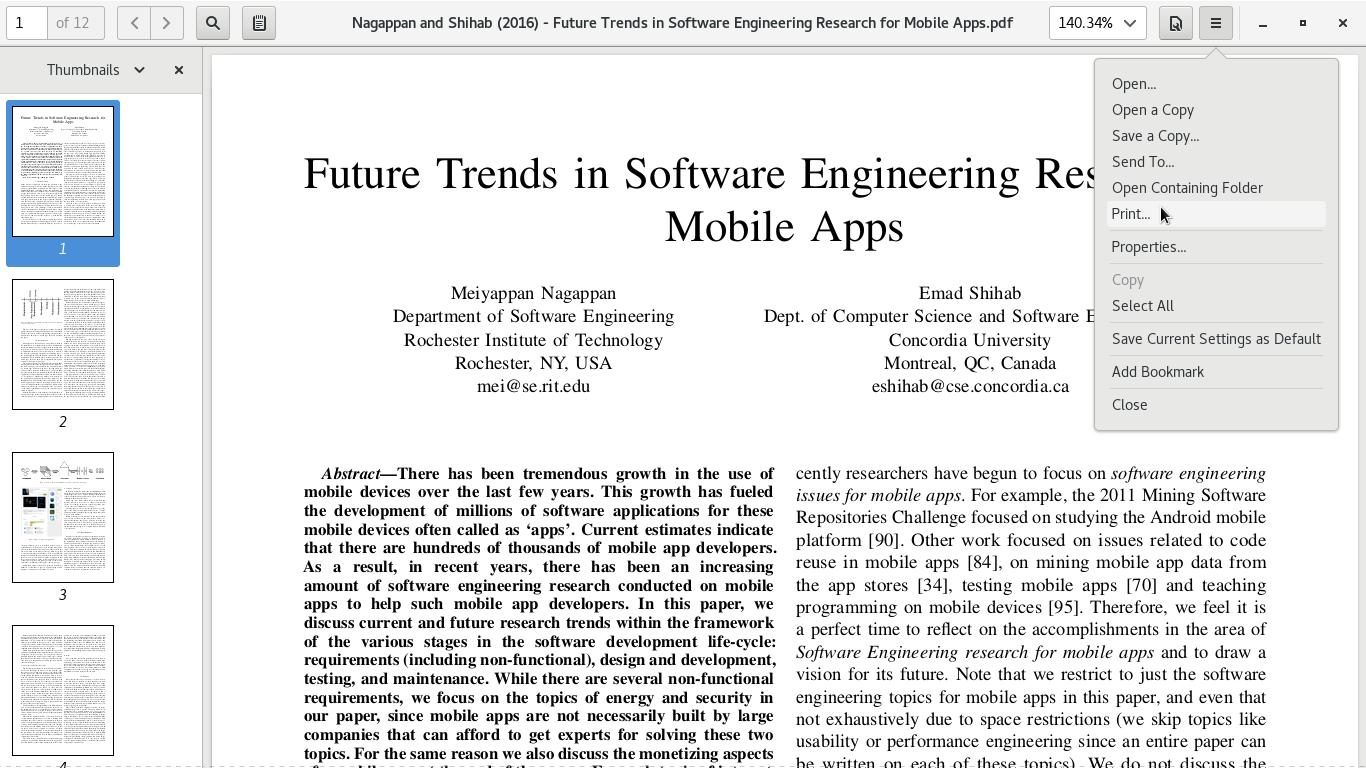 1
of 12
Nagappan and Shihab (2016) - Future Trends in Software Engineering Research for Mobile Apps.pdf
140.34%
Thumbnails
1
2
3
Open...
Open a Copy
Save a Copy...
Send To...
Open Containing Folder
Print...
Properties...
Copy
Select All
Save Current Settings as Default
Add Bookmark
Close
Future Trends in Software Engineering Res
Mobile Apps
Meiyappan Nagappan
Department of Software Engineering
Rochester Institute of Technology
Rochester, NY, USA
mei@se.rit.edu
Emad Shihab
Dept. of Computer Science and Software E
Concordia University
Montreal, QC, Canada
eshihab@cse.concordia.ca
Abstract—There has been tremendous growth in the use of
mobile devices over the last few years. This growth has fueled
the development of millions of software applications for these
mobile devices often called as ‘apps’. Current estimates indicate
that there are hundreds of thousands of mobile app developers.
As a result, in recent years, there has been an increasing
amount of software engineering research conducted on mobile
apps to help such mobile app developers. In this paper, we
discuss current and future research trends within the framework
of the various stages in the software development life-cycle:
requirements (including non-functional), design and development,
testing, and maintenance. While there are several non-functional
requirements, we focus on the topics of energy and security in
our paper, since mobile apps are not necessarily built by large
companies that can afford to get experts for solving these two
topics. For the same reason we also discuss the monetizing aspects
cently researchers have begun to focus on software engineering
issues for mobile apps. For example, the 2011 Mining Software
Repositories Challenge focused on studying the Android mobile
platform [90]. Other work focused on issues related to code
reuse in mobile apps [84], on mining mobile app data from
the app stores [34], testing mobile apps [70] and teaching
programming on mobile devices [95]. Therefore, we feel it is
a perfect time to reflect on the accomplishments in the area of
Software Engineering research for mobile apps and to draw a
vision for its future. Note that we restrict to just the software
engineering topics for mobile apps in this paper, and even that
not exhaustively due to space restrictions (we skip topics like
usability or performance engineering since an entire paper can
be written on each of these topics). We do not discuss the